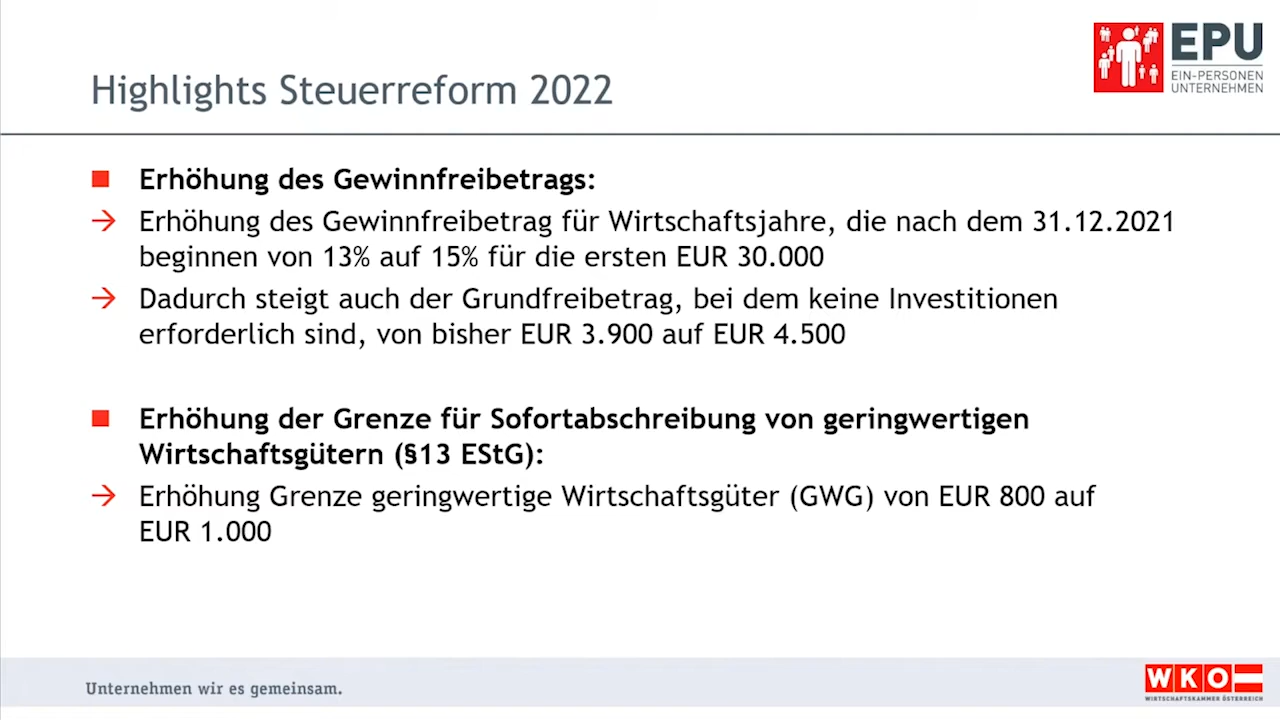 EPU
EIN-PERSONEN
UNTERNEHMEN
Highlights Steuerreform 2022
Erhöhung des Gewinnfreibetrags:
Erhöhung des Gewinnfreibetrag für Wirtschaftsjahre, die nach dem 31.12.2021
beginnen von 13% auf 15% für die ersten EUR 30.000
Dadurch steigt auch der Grundfreibetrag, bei dem keine Investitionen
erforderlich sind, von bisher EUR 3.900 auf EUR 4.500
Erhöhung der Grenze für Sofortabschreibung von geringwertigen
Wirtschaftsgütern (§13 EStG):
Erhöhung Grenze geringwertige Wirtschaftsgüter (GWG) von EUR 800 auf
EUR 1.000
Unternehmen wir es gemeinsam.
WKO
WIRTSCHAFTSKAMMER ÖSTERREICH